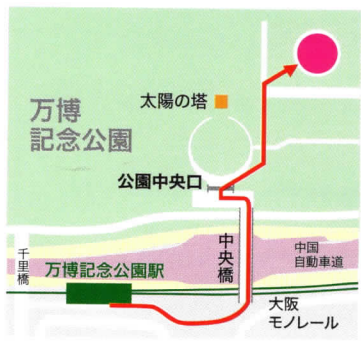 太陽の塔
万博
記念公園
公園中央口
千里橋
万博記念公園駅
中央橋
中国
自動車道
大阪
モノレール